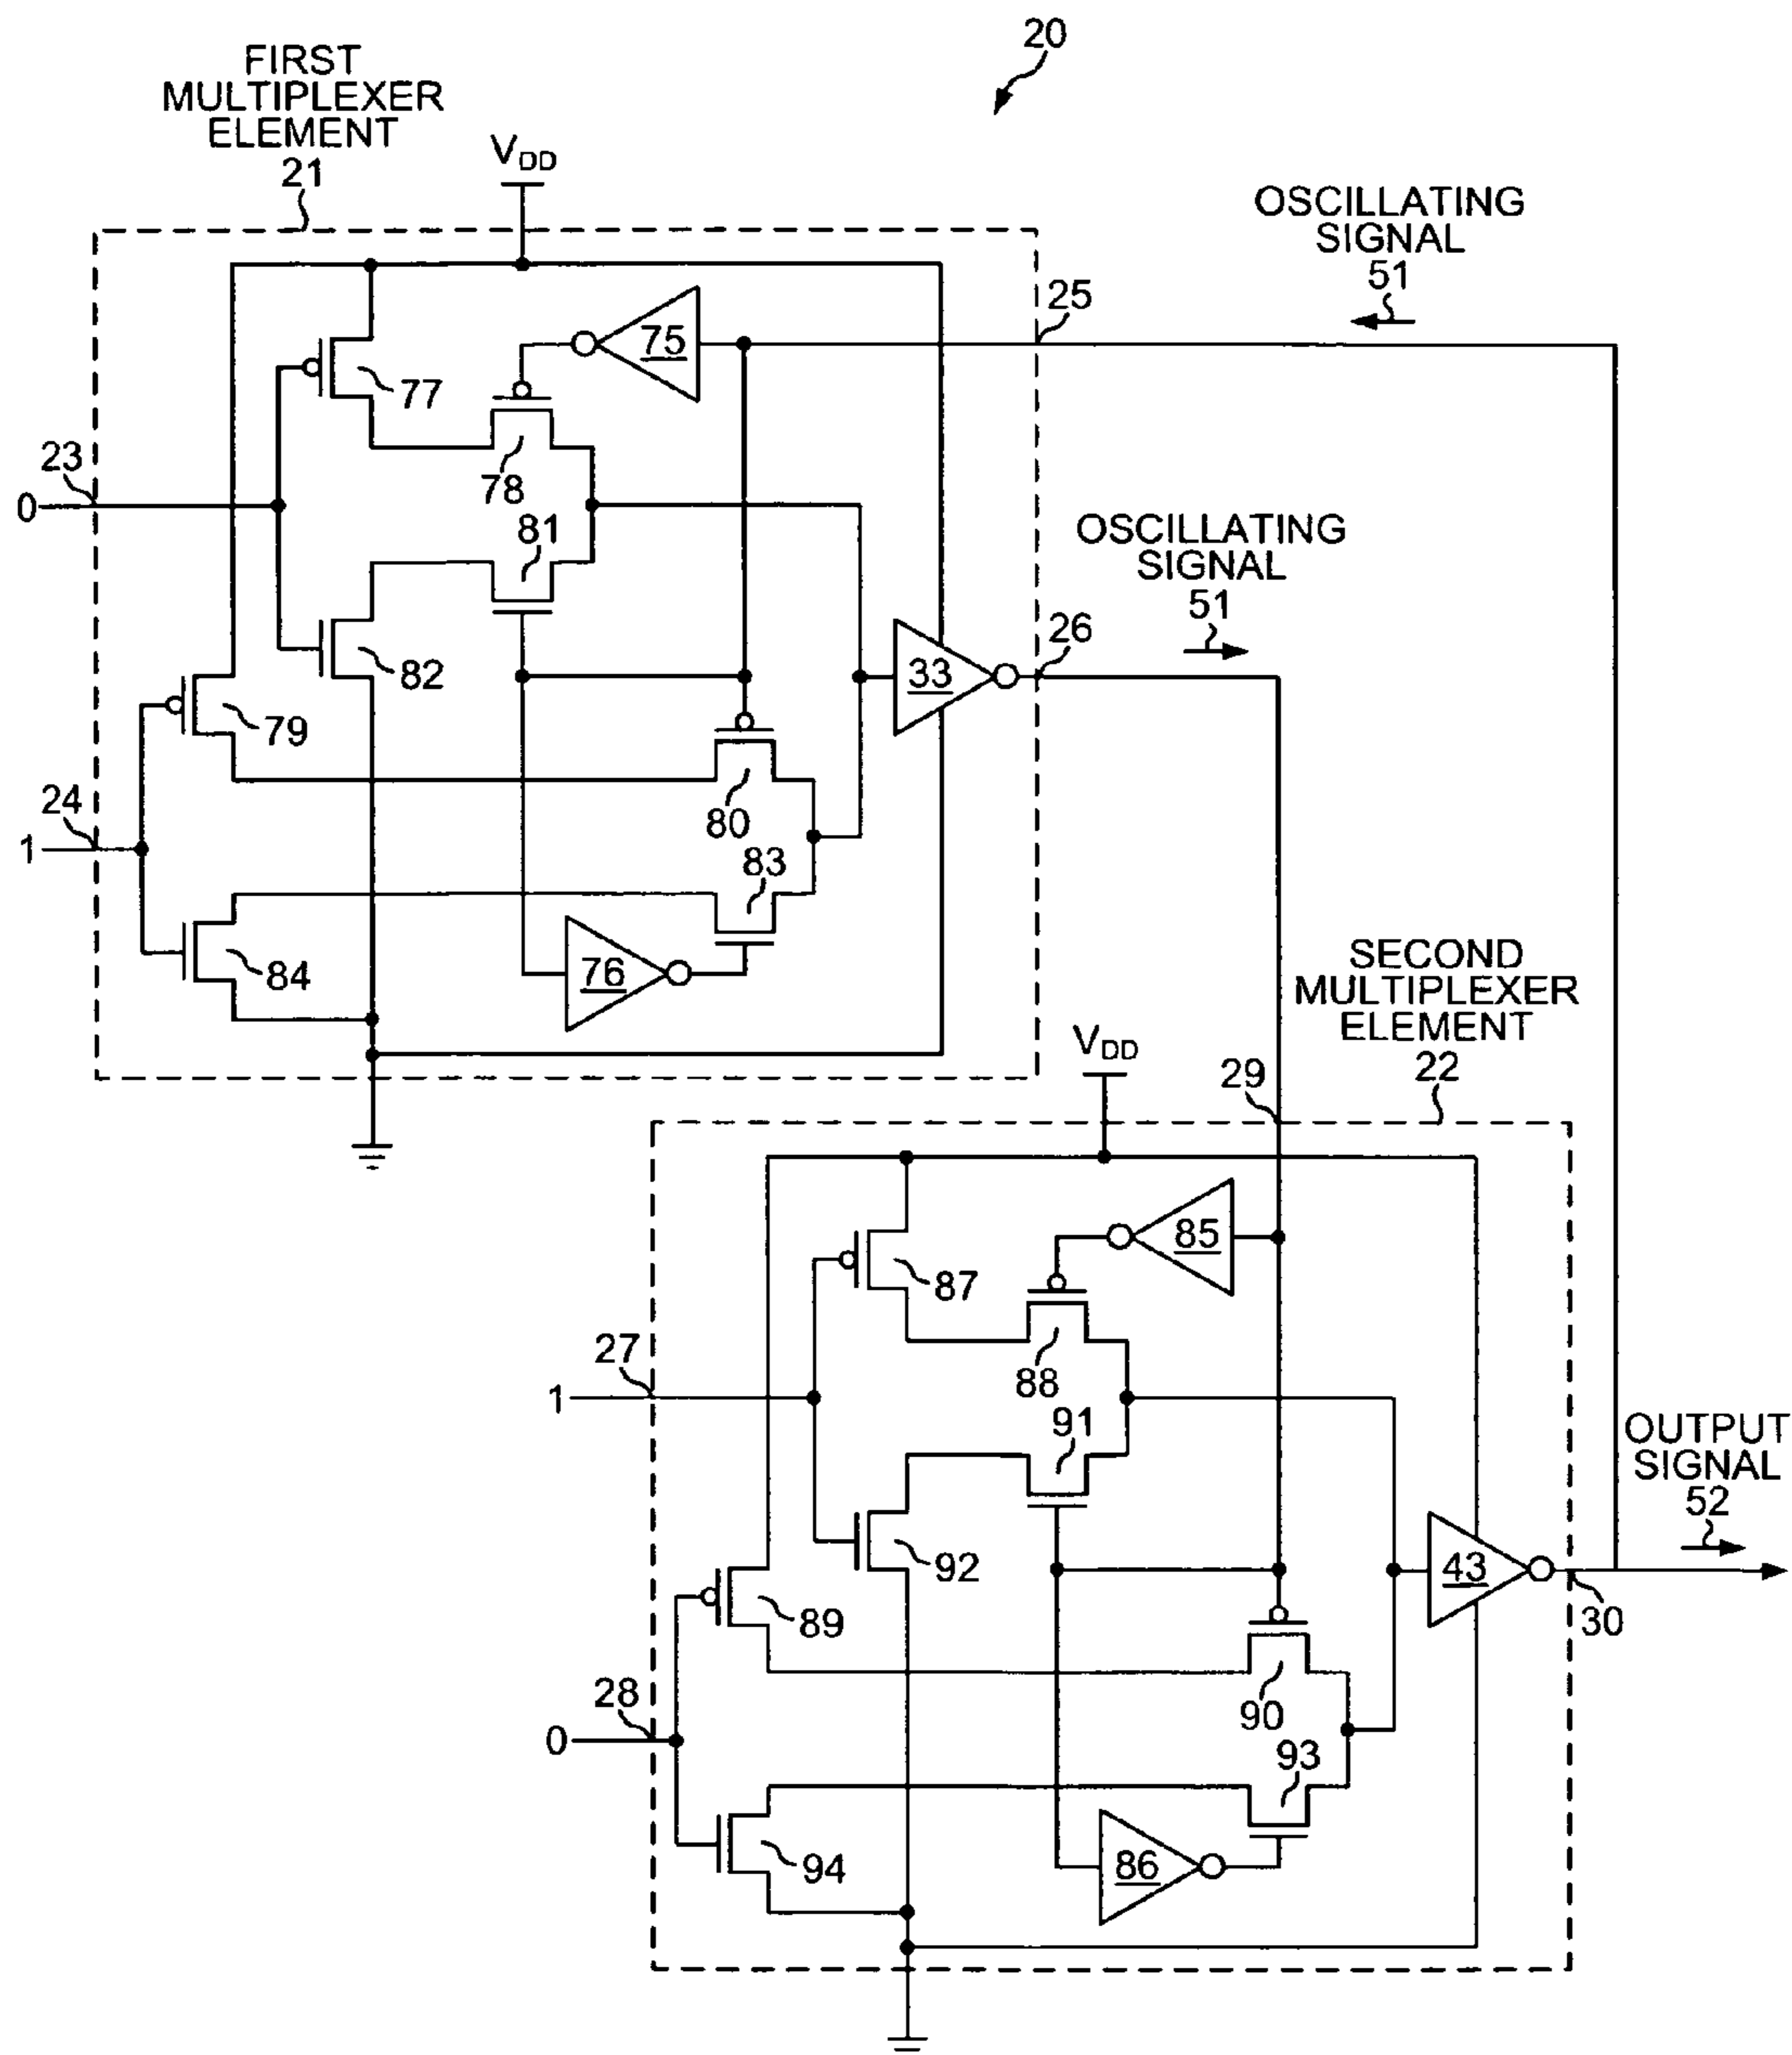 20
FIRST
MULTIPLEXER
ELEMENT
21
VDD
OSCILLATING
SIGNAL
51
25
75
77
23
0
78
81
OSCILLATING
SIGNAL
51
26
33
82
79
24
1
80
83
84
76
SECOND
MULTIPLEXER
ELEMENT
22
VDD
29
85
87
27
1
88
91
OUTPUT
SIGNAL
52
92
43
30
89
28
0
90
93
94
86